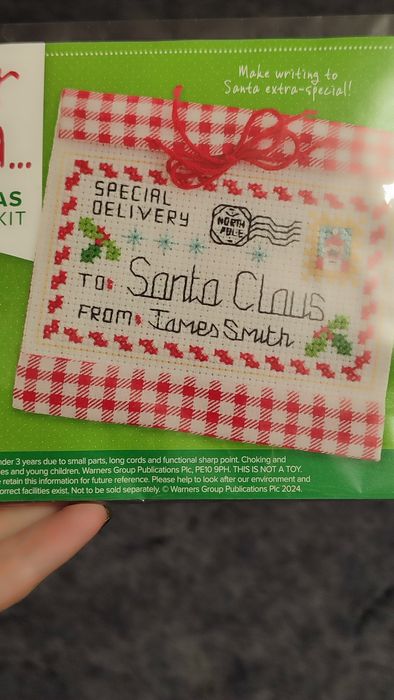 Make writing to
Santa extra-special!
AS
KIT
SPECIAL
DELIVERY
NORTH
POLE
TO:
Santa Claus
FROM: James Smith
nder 3 years due to small parts, long cords and functional sharp point. Choking and
es and young children. Warners Group Publications Plc, PE10 9PH. THIS IS NOT A TOY.
retain this information for future reference. Please help to look after our environment and
orrect facilities exist. Not to be sold separately. © Warners Group Publications Plc 2024.